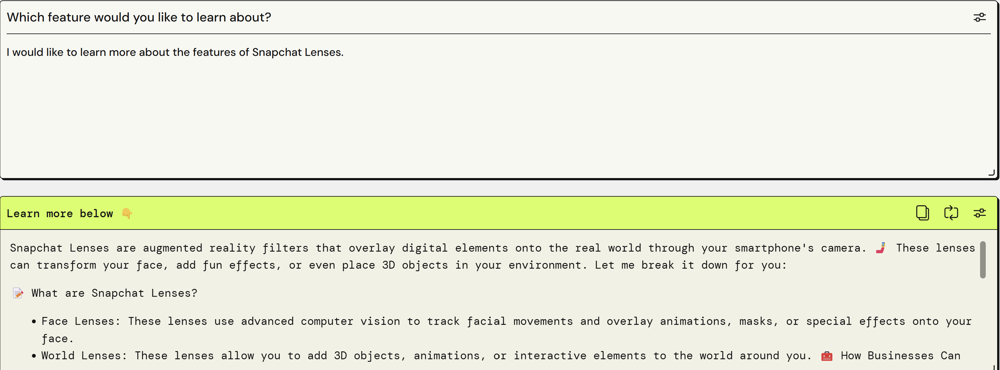 Which feature would you like to learn about?
I would like to learn more about the features of Snapchat Lenses.
Learn more below 👇
Snapchat Lenses are augmented reality filters that overlay digital elements onto the real world through your smartphone's camera. 🤳 These lenses
can transform your face, add fun effects, or even place 3D objects in your environment. Let me break it down for you:
📝 What are Snapchat Lenses?
• Face Lenses: These lenses use advanced computer vision to track facial movements and overlay animations, masks, or special effects onto your
face.
• World Lenses: These lenses allow you to add 3D objects, animations, or interactive elements to the world around you. 🧰 How Businesses Can